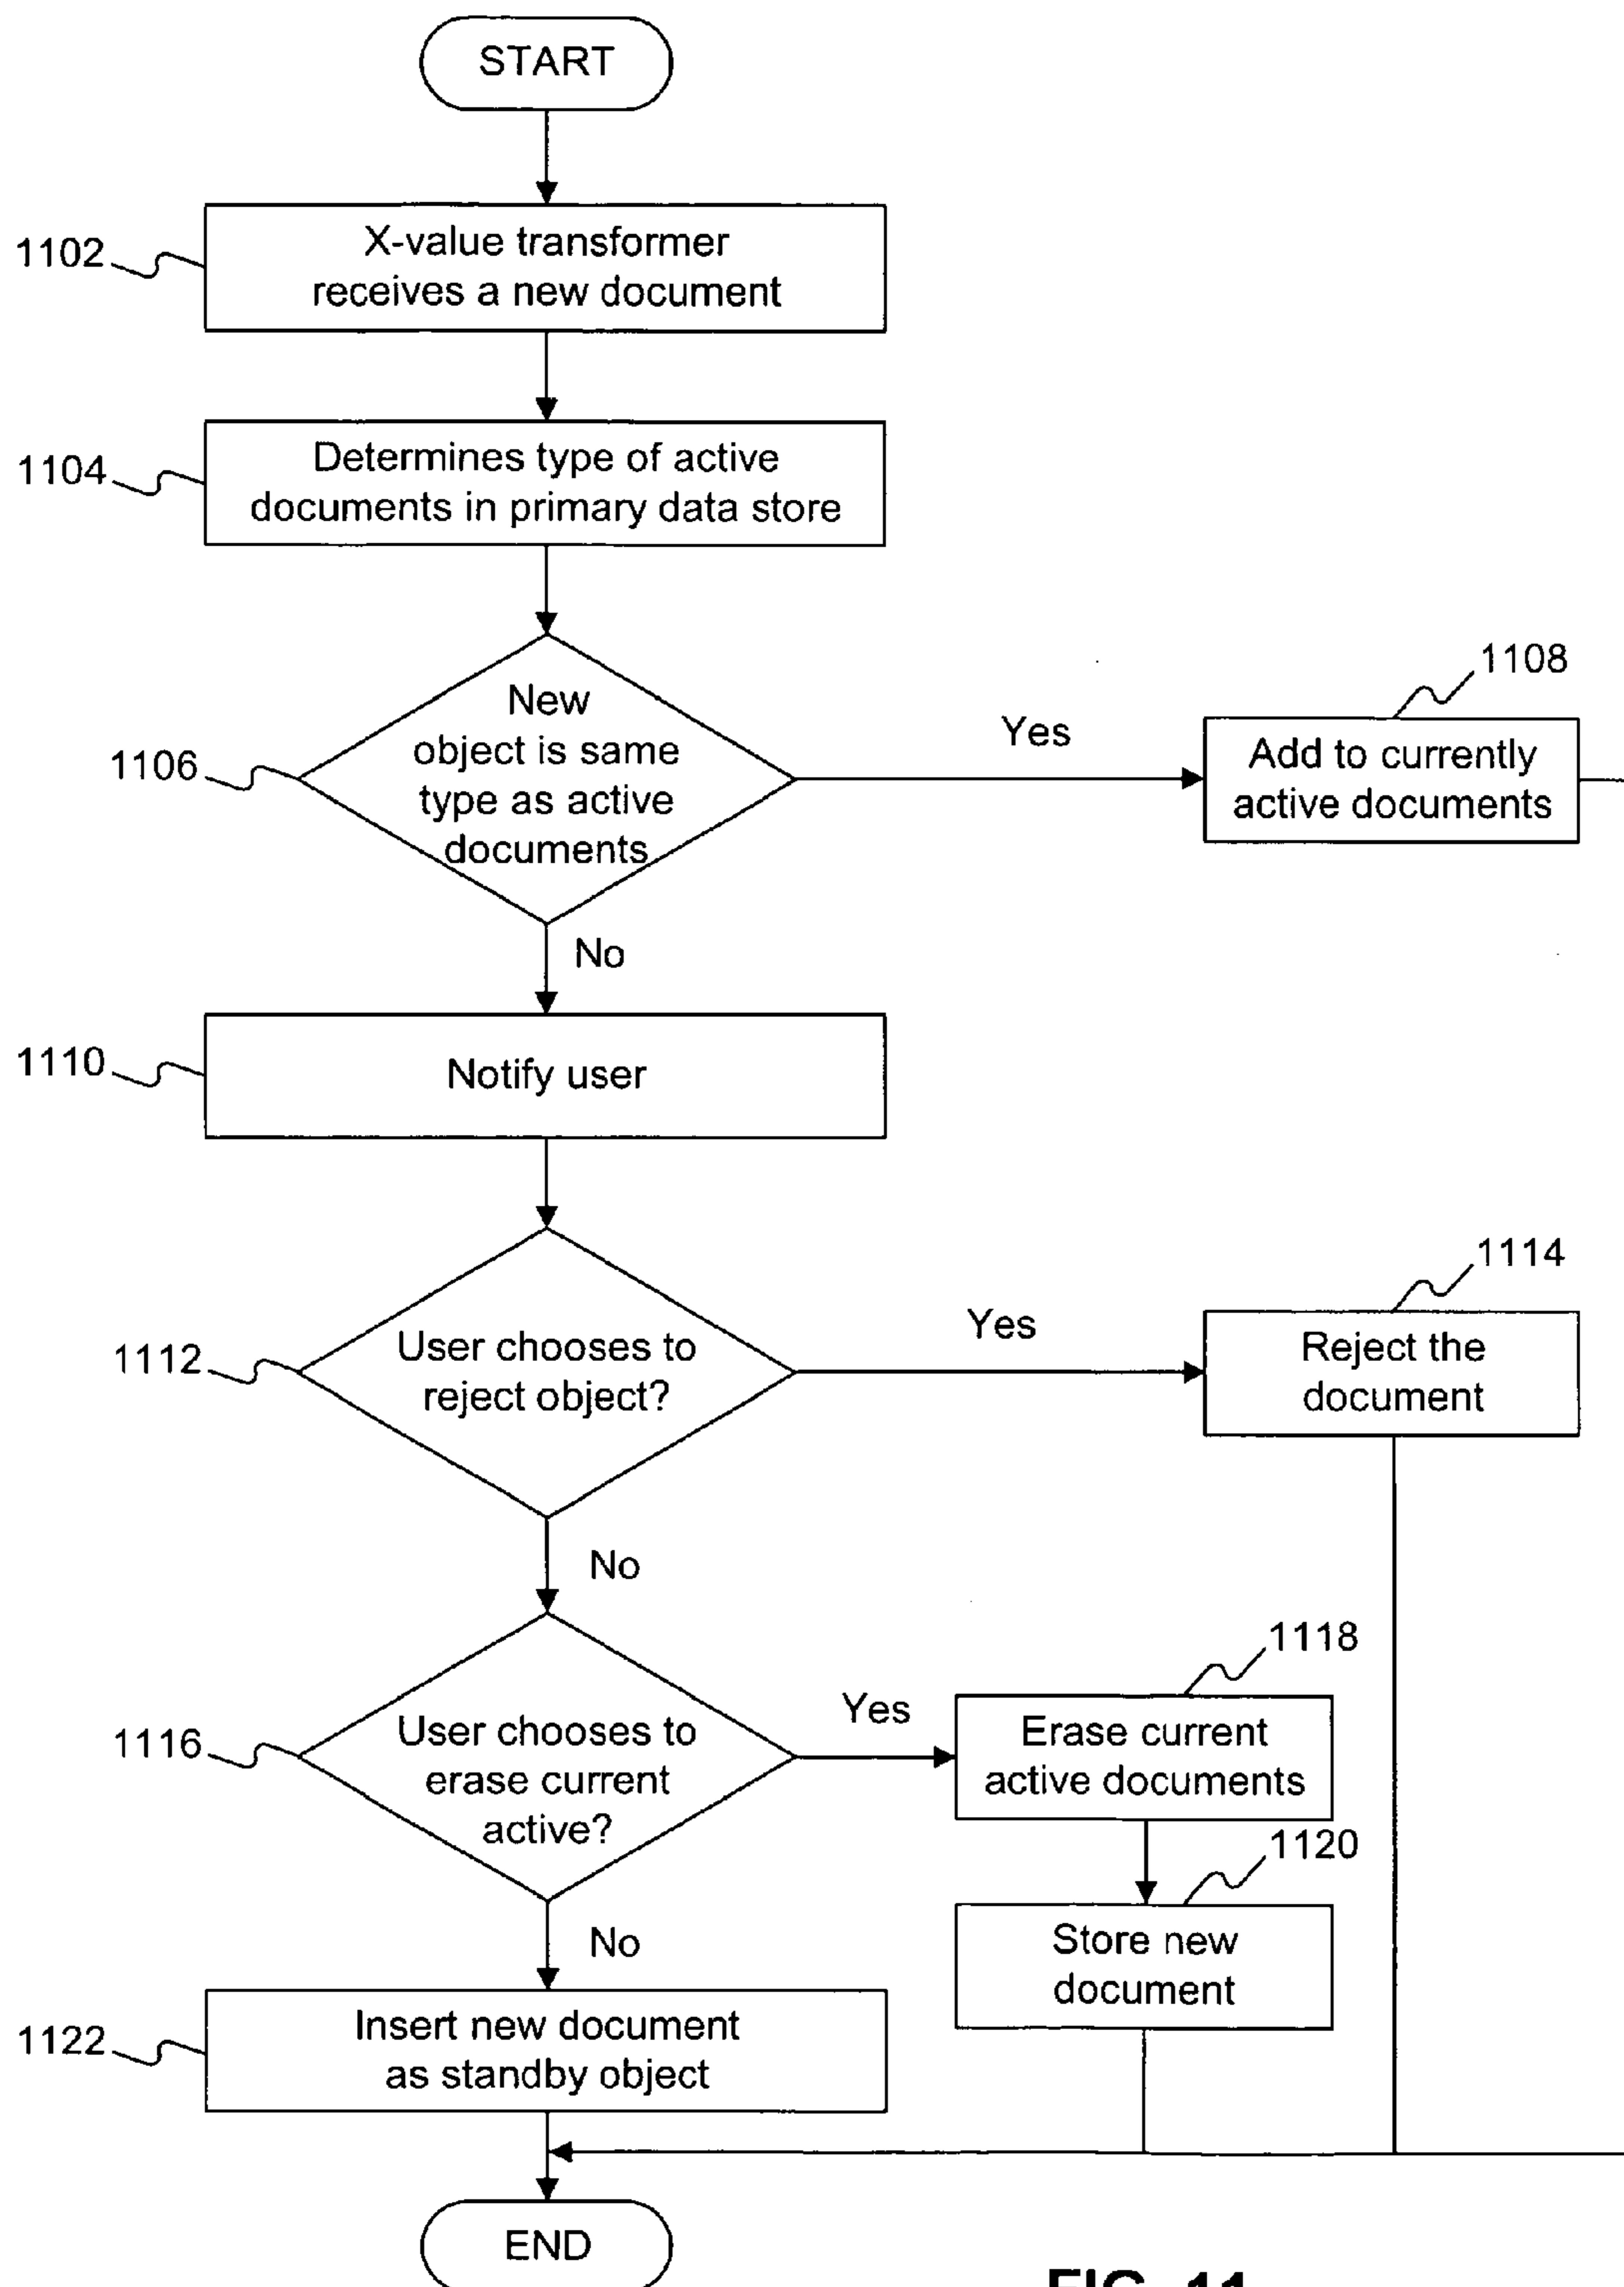 START
1102
X-value transformer
receives a new document
1104
Determines type of active
documents in primary data store
1106
New
object is same
type as active
documents
Yes
1108
Add to currently
active documents
No
1110
Notify user
1112
User chooses to
reject object?
Yes
1114
Reject the
document
No
1116
User chooses to
erase current
active?
Yes
1118
Erase current
active documents
1120
Store new
document
No
1122
Insert new document
as standby object
END
FIG. 11